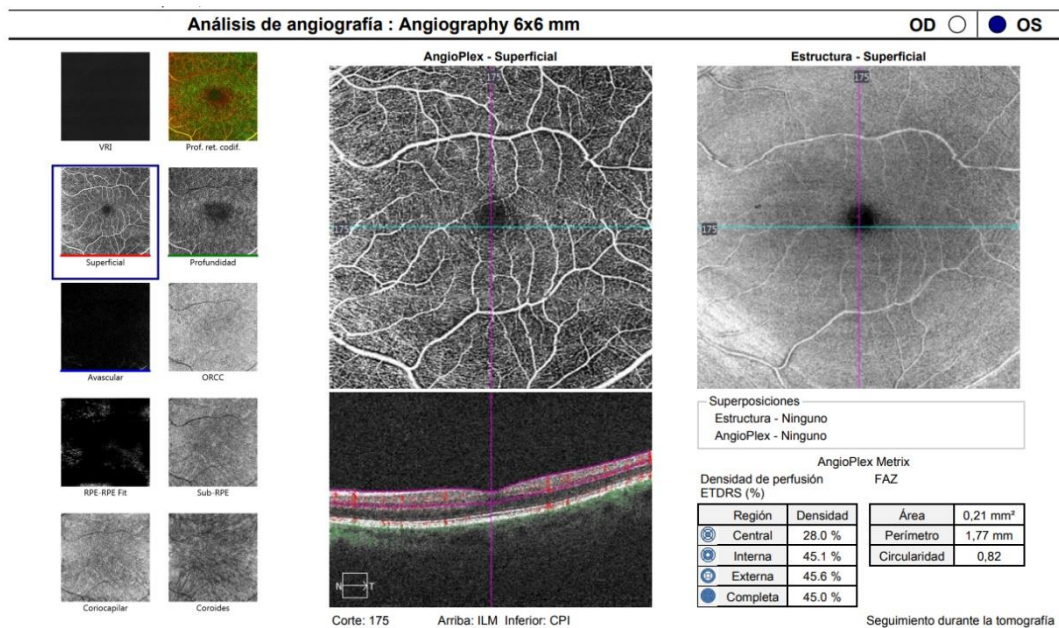 Análisis de angiografía : Angiography 6x6 mm
OD OS
VRI
Prof. ret. codif.
Superficial
Profundidad
Avascular
ORCC
RPE-RPE Fit
Sub-RPE
Coriocapilar
Coroides
AngioPlex - Superficial
175
175
N T
Corte: 175 Arriba: ILM Inferior: CPI
Estructura - Superficial
175
175
Superposiciones
Estructura - Ninguno
AngioPlex - Ninguno
AngioPlex Metrix
Densidad de perfusión
ETDRS (%)
Región Densidad
Central 28.0 %
Interna 45.1 %
Externa 45.6 %
Completa 45.0 %
FAZ
Área 0,21 mm²
Perímetro 1,77 mm
Circularidad 0,82
Seguimiento durante la tomografía